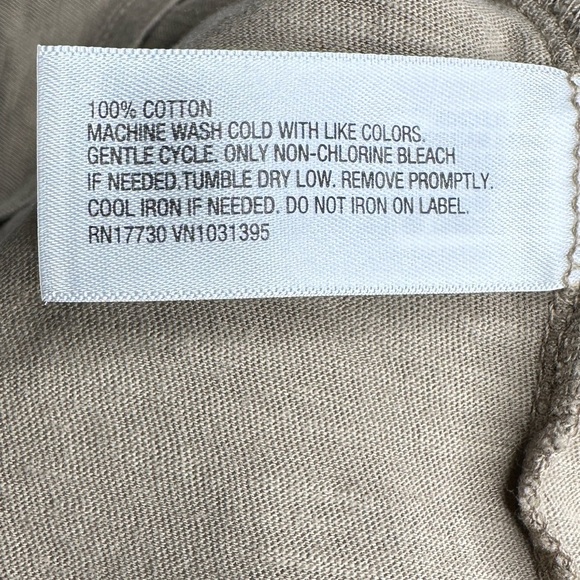 100% COTTON
MACHINE WASH COLD WITH LIKE COLORS.
GENTLE CYCLE. ONLY NON-CHLORINE BLEACH
IF NEEDED.TUMBLE DRY LOW. REMOVE PROMPTLY.
COOL IRON IF NEEDED. DO NOT IRON ON LABEL.
RN17730 VN1031395